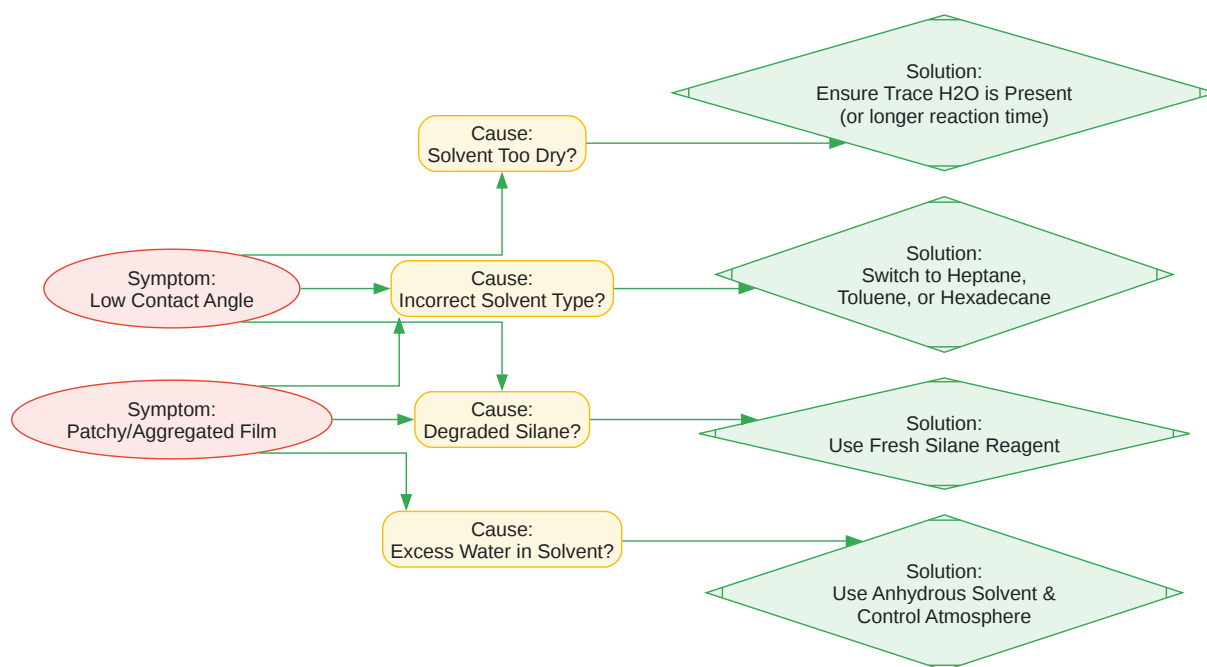 Symptom:
Low Contact Angle
Symptom:
Patchy/Aggregated Film
Cause:
Solvent Too Dry?
Cause:
Incorrect Solvent Type?
Cause:
Degraded Silane?
Cause:
Excess Water in Solvent?
Solution:
Ensure Trace H2O is Present
(or longer reaction time)
Solution:
Switch to Heptane,
Toluene, or Hexadecane
Solution:
Use Fresh Silane Reagent
Solution:
Use Anhydrous Solvent &
Control Atmosphere